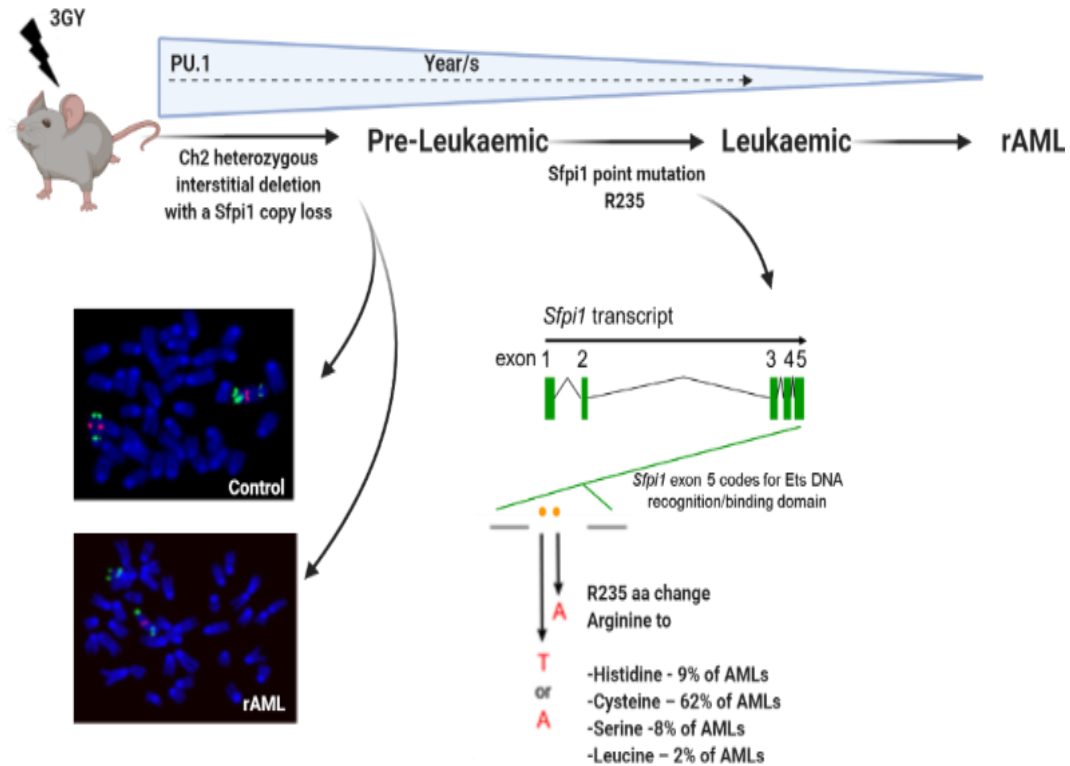 3GY
PU.1 Year/s
Ch2 heterozygous
interstitial deletion
with a Sfpi1 copy loss
Pre-Leukaemic
Sfpi1 point mutation
R235
Leukaemic
rAML
Control
rAML
Sfpi1 transcript
exon 1 2 3 4 5
Sfpi1 exon 5 codes for Ets DNA
recognition/binding domain
A
T
or
A
R235 aa change
Arginine to
-Histidine - 9% of AMLs
-Cysteine – 62% of AMLs
-Serine -8% of AMLs
-Leucine – 2% of AMLs